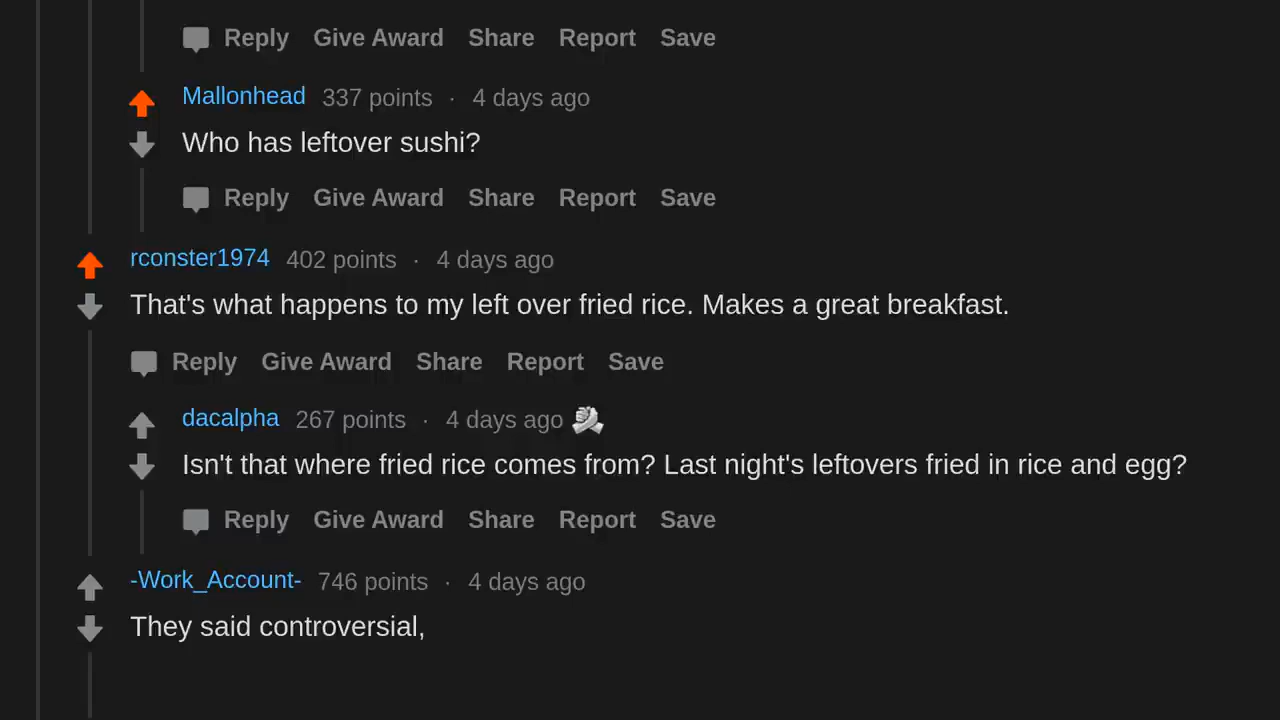 Reply Give Award Share Report Save
Mallonhead 337 points · 4 days ago
Who has leftover sushi?
Reply Give Award Share Report Save
rconster1974 402 points · 4 days ago
That's what happens to my left over fried rice. Makes a great breakfast.
Reply Give Award Share Report Save
dacalpha 267 points · 4 days ago
Isn't that where fried rice comes from? Last night's leftovers fried in rice and egg?
Reply Give Award Share Report Save
-Work_Account- 746 points · 4 days ago
They said controversial,